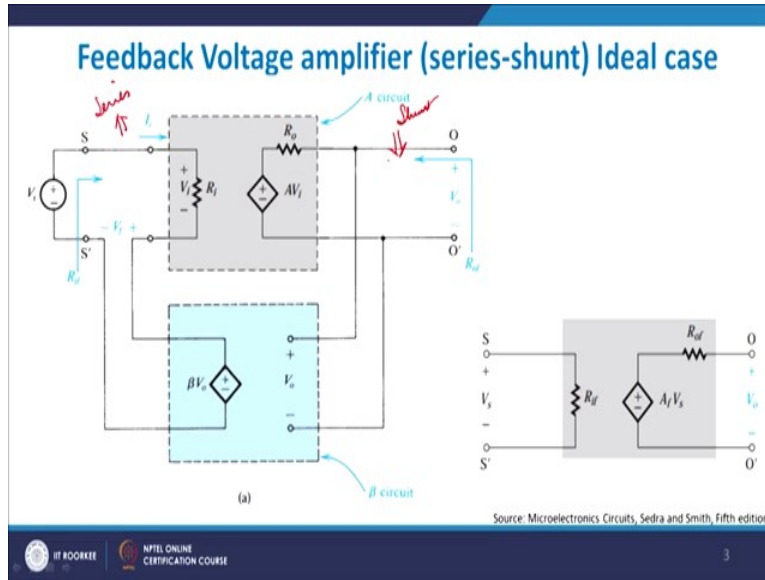 Feedback Voltage amplifier (series-shunt) Ideal case
Series
Shunt
A circuit
S
I_i
R_o
O
V_s
+
−
+
V_i
−
R_i
+
−
AV_i
+
V_o
−
− V_f +
S'
O'
R_if
R_of
βV_o
+
−
+
V_o
−
β circuit
(a)
S
+
V_s
−
S'
R_if
+
−
A_f V_s
R_of
O
+
V_o
−
O'
Source: Microelectronics Circuits, Sedra and Smith, Fifth edition
IIT ROORKEE
NPTEL ONLINE
CERTIFICATION COURSE
3